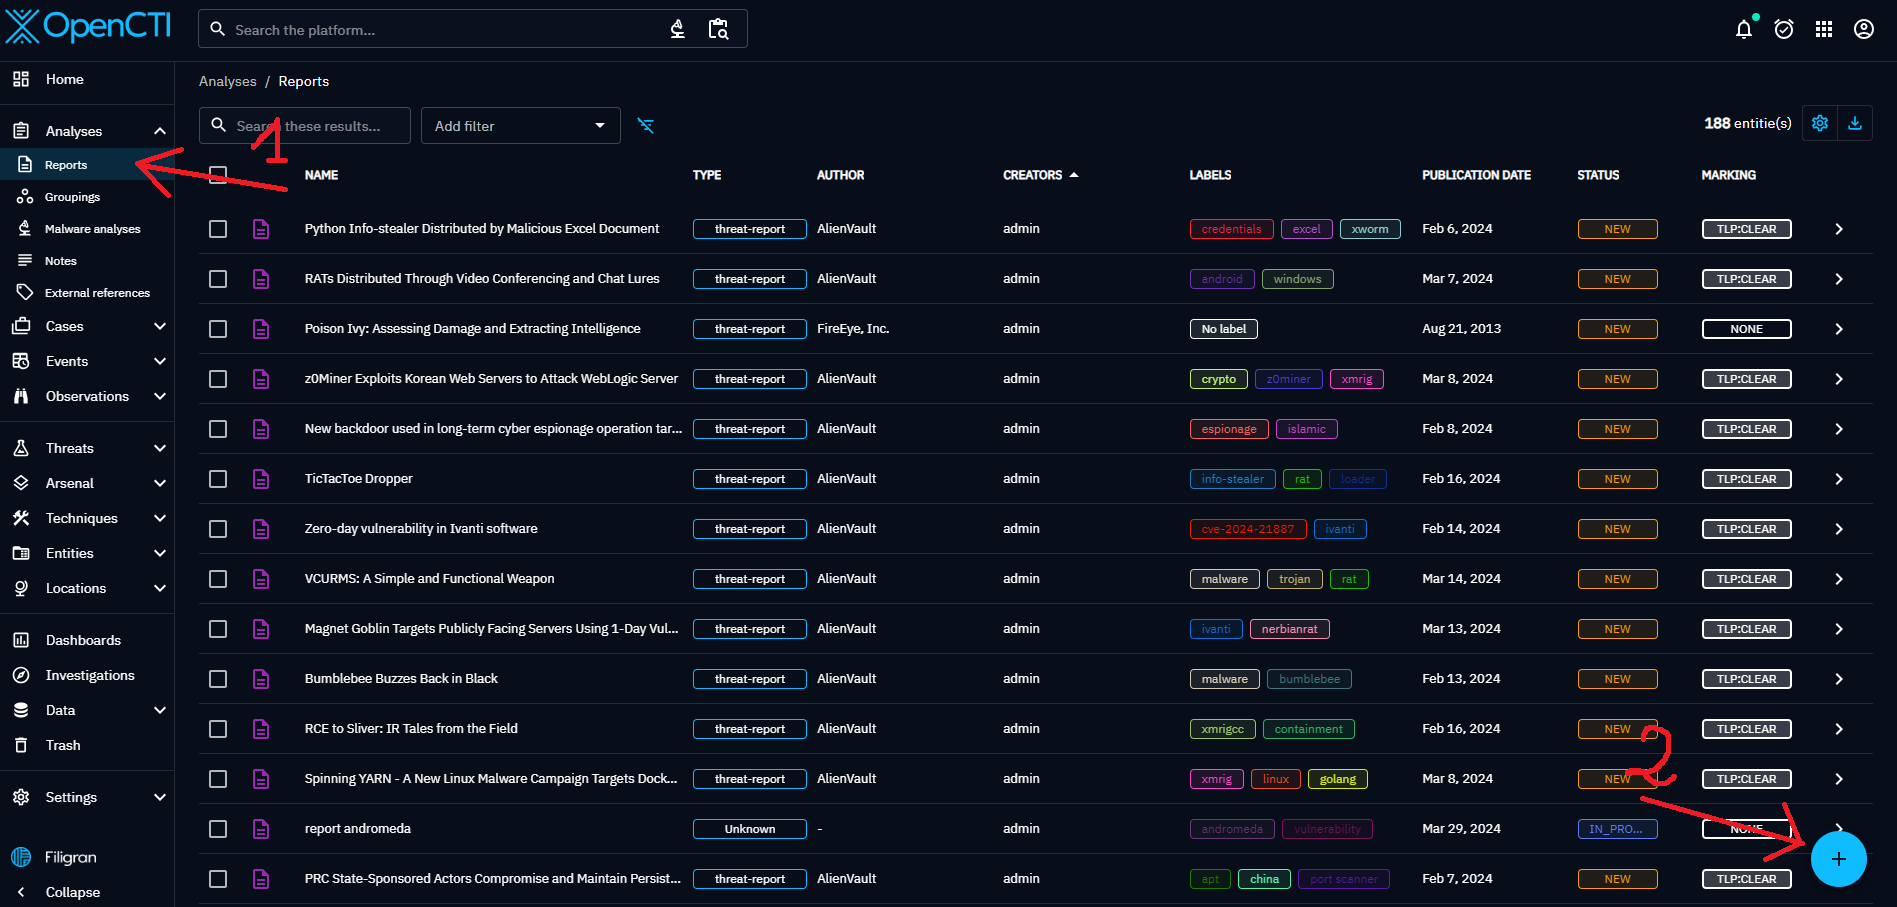 OpenCTI
Search the platform...
Home
Analyses
Reports
Groupings
Malware analyses
Notes
External references
Cases
Events
Observations
Threats
Arsenal
Techniques
Entities
Locations
Dashboards
Investigations
Data
Trash
Settings
Filigran
Collapse
Analyses / Reports
Search these results... Add filter 188 entitie(s)
1
NAME TYPE AUTHOR CREATORS LABELS PUBLICATION DATE STATUS MARKING
Python Info-stealer Distributed by Malicious Excel Document threat-report AlienVault admin credentials excel xworm Feb 6, 2024 NEW TLP:CLEAR
RATs Distributed Through Video Conferencing and Chat Lures threat-report AlienVault admin android windows Mar 7, 2024 NEW TLP:CLEAR
Poison Ivy: Assessing Damage and Extracting Intelligence threat-report FireEye, Inc. admin No label Aug 21, 2013 NEW NONE
z0Miner Exploits Korean Web Servers to Attack WebLogic Server threat-report AlienVault admin crypto z0miner xmrig Mar 8, 2024 NEW TLP:CLEAR
New backdoor used in long-term cyber espionage operation tar... threat-report AlienVault admin espionage islamic Feb 8, 2024 NEW TLP:CLEAR
TicTacToe Dropper threat-report AlienVault admin info-stealer rat loader Feb 16, 2024 NEW TLP:CLEAR
Zero-day vulnerability in Ivanti software threat-report AlienVault admin cve-2024-21887 ivanti Feb 14, 2024 NEW TLP:CLEAR
VCURMS: A Simple and Functional Weapon threat-report AlienVault admin malware trojan rat Mar 14, 2024 NEW TLP:CLEAR
Magnet Goblin Targets Publicly Facing Servers Using 1-Day Vul... threat-report AlienVault admin ivanti nerbianrat Mar 13, 2024 NEW TLP:CLEAR
Bumblebee Buzzes Back in Black threat-report AlienVault admin malware bumblebee Feb 13, 2024 NEW TLP:CLEAR
RCE to Sliver: IR Tales from the Field threat-report AlienVault admin xmrigcc containment Feb 16, 2024 NEW TLP:CLEAR
2
Spinning YARN - A New Linux Malware Campaign Targets Dock... threat-report AlienVault admin xmrig linux golang Mar 8, 2024 NEW TLP:CLEAR
report andromeda Unknown - admin andromeda vulnerability Mar 29, 2024 IN_PRO... NONE
PRC State-Sponsored Actors Compromise and Maintain Persist... threat-report AlienVault admin apt china port scanner Feb 7, 2024 NEW TLP:CLEAR